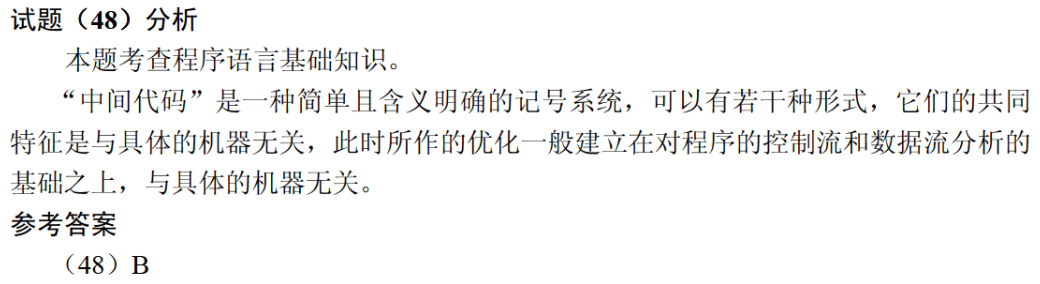 试题（48）分析
本题考查程序语言基础知识。
“中间代码”是一种简单且含义明确的记号系统，可以有若干种形式，它们的共同
特征是与具体的机器无关，此时所作的优化一般建立在对程序的控制流和数据流分析的
基础之上，与具体的机器无关。
参考答案
（48）B